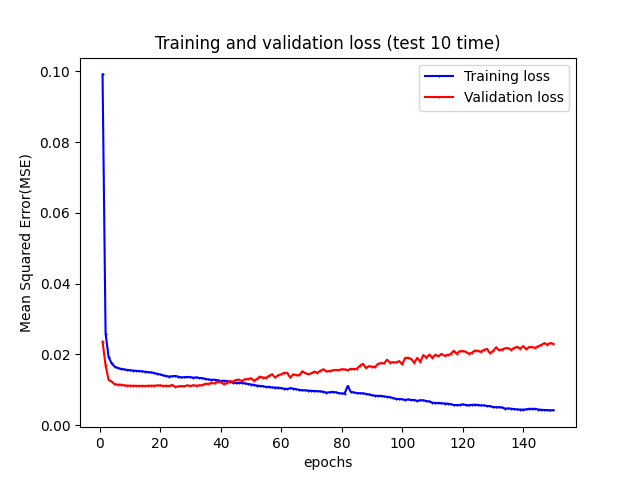 Training and validation loss (test 10 time)
Training loss
Validation loss
Mean Squared Error(MSE)
0.10
0.08
0.06
0.04
0.02
0.00
0 20 40 60 80 100 120 140
epochs